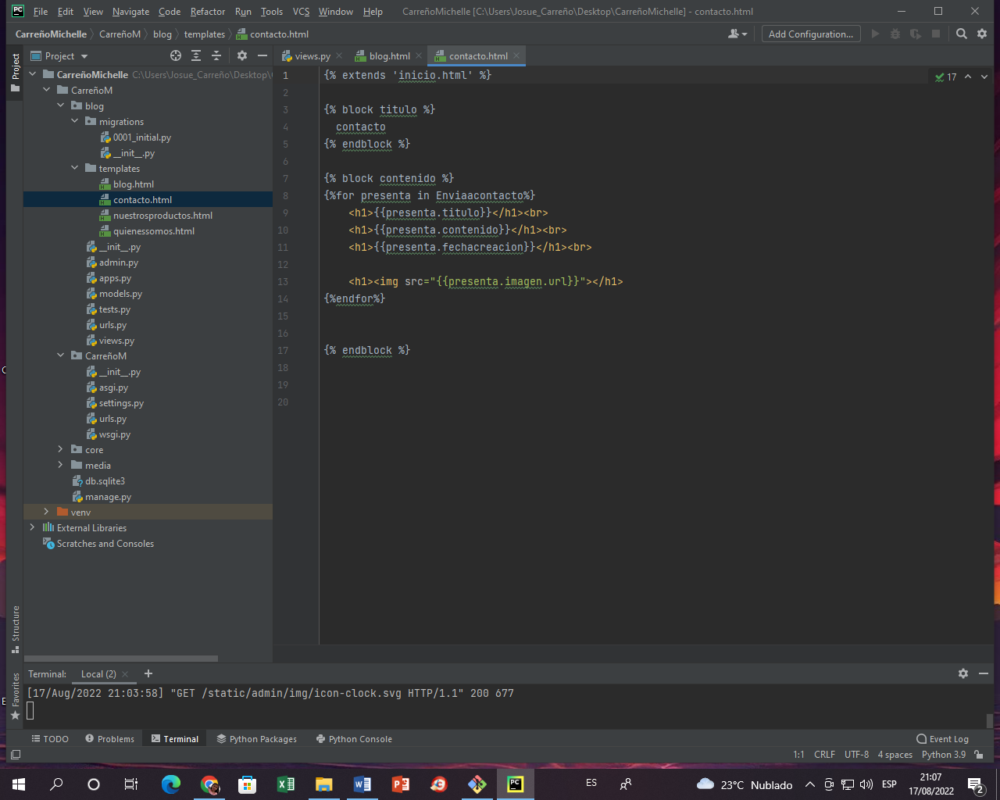 File Edit View Navigate Code Refactor Run Tools VCS Git Window Help CarreñoMichelle [C:\Users\Josue_Carreño\Desktop\CarreñoMichelle] - contacto.html
CarreñoMichelle CarreñoM blog templates contacto.html Add Configuration...
Project views.py blog.html contacto.html
Project
CarreñoMichelle C:\Users\Josue_Carreño\Desktop\
CarreñoM
blog
migrations
0001_initial.py
__init__.py
templates
blog.html
contacto.html
nuestrosproductos.html
quienessomos.html
__init__.py
admin.py
apps.py
models.py
tests.py
urls.py
views.py
CarreñoM
__init__.py
asgi.py
settings.py
urls.py
wsgi.py
core
media
db.sqlite3
manage.py
venv
External Libraries
Scratches and Consoles
1 {% extends 'inicio.html' %} 17
2
3 {% block titulo %}
4 contacto
5 {% endblock %}
6
7 {% block contenido %}
8 {%for presenta in Enviaacontacto%}
9 <h1>{{presenta.titulo}}</h1><br>
10 <h1>{{presenta.contenido}}</h1><br>
11 <h1>{{presenta.fechacreacion}}</h1><br>
12
13 <h1><img src="{{presenta.imagen.url}}"></h1>
14 {%endfor%}
15
16
17 {% endblock %}
18
19
20
Structure
Favorites
Terminal: Local (2)
[17/Aug/2022 21:03:58] "GET /static/admin/img/icon-clock.svg HTTP/1.1" 200 677
TODO Problems Terminal Python Packages Python Console Event Log
1:1 CRLF UTF-8 4 spaces Python 3.9
ES 23°C Nublado ESP 21:07
17/08/2022 2